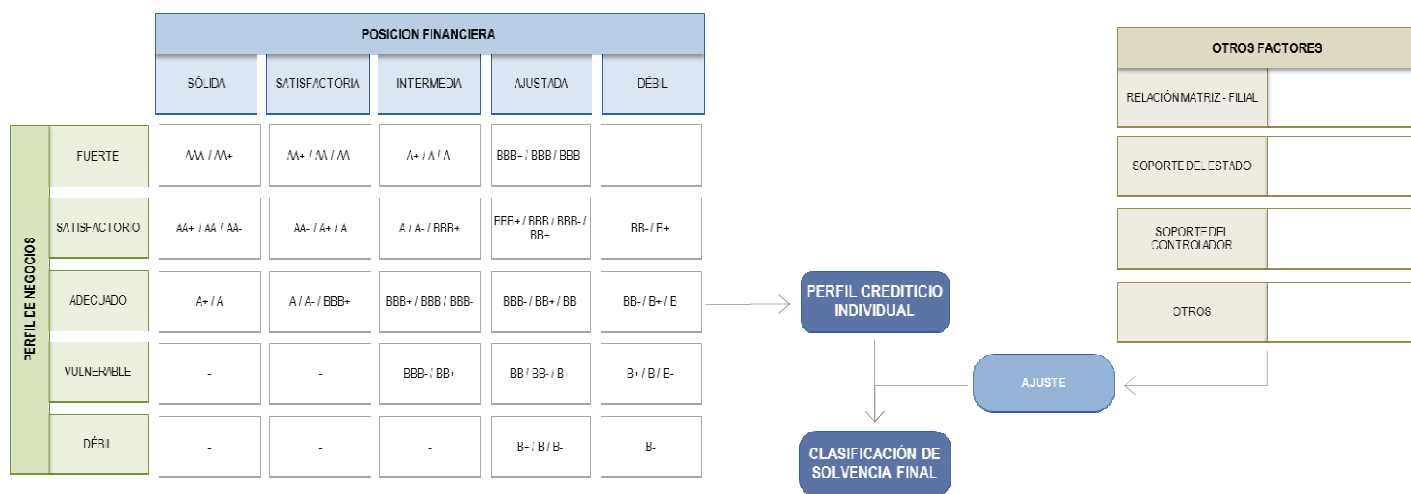 POSICION FINANCIERA
OTROS FACTORES
SÓLIDA
SATISFACTORIA
INTERMEDIA
AJUSTADA
DÉBIL
RELACIÓN MATRIZ - FILIAL
PERFIL DE NEGOCIOS
FUERTE
AAA / AA+
AA+ / AA / AA
A+ / A / A
BBB+ / BBB / BBB
SOPORTE DEL ESTADO
SATISFACTORIO
AA+ / AA / AA-
AA- / A+ / A
A / A- / BBB+
BBB+ / BBB / BBB- /
BB+
BB- / B+
SOPORTE DEL
CONTROLADOR
ADECUADO
A+ / A
A / A- / BBB+
BBB+ / BBB / BBB-
BBB- / BB+ / BB
BB- / B+ / B
PERFIL CREDITICIO
INDIVIDUAL
OTROS
VULNERABLE
-
-
BBB- / BB+
BB / BB- / B+
B+ / B / B-
AJUSTE
DÉBIL
-
-
-
B+ / B / B-
B-
CLASIFICACIÓN DE
SOLVENCIA FINAL